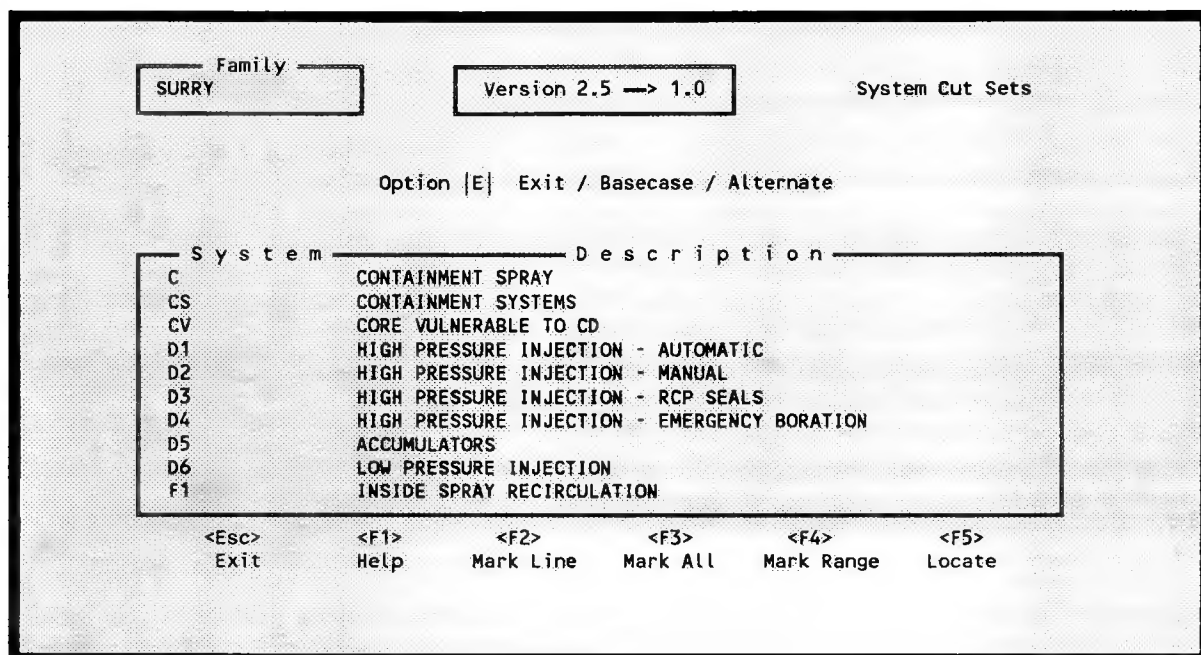 Family
SURRY
Version 2.5 —> 1.0
System Cut Sets
Option |E| Exit / Basecase / Alternate
System Description
C CONTAINMENT SPRAY
CS CONTAINMENT SYSTEMS
CV CORE VULNERABLE TO CD
D1 HIGH PRESSURE INJECTION - AUTOMATIC
D2 HIGH PRESSURE INJECTION - MANUAL
D3 HIGH PRESSURE INJECTION - RCP SEALS
D4 HIGH PRESSURE INJECTION - EMERGENCY BORATION
D5 ACCUMULATORS
D6 LOW PRESSURE INJECTION
F1 INSIDE SPRAY RECIRCULATION
<Esc> <F1> <F2> <F3> <F4> <F5>
Exit Help Mark Line Mark All Mark Range Locate